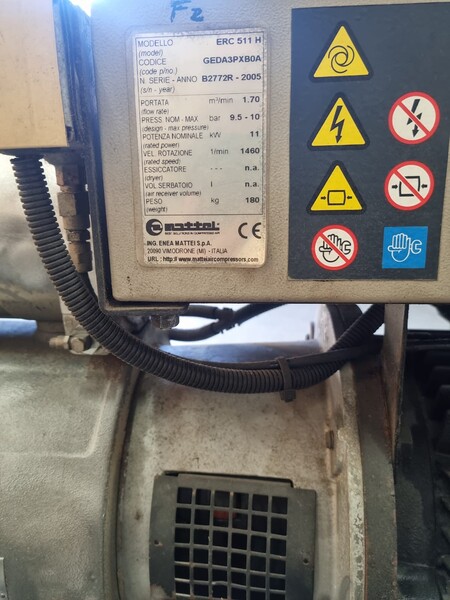 F2
MODELLO ERC 511 H
(model)
CODICE GEDA3PXB0A
(code p/no.)
N. SERIE - ANNO B2772R - 2005
(s/n - year)
PORTATA m³/min 1.70
(flow rate)
PRESS. NOM - MAX bar 9.5 - 10
(design - max pressure)
POTENZA NOMINALE kW 11
(rated power)
VEL. ROTAZIONE 1/min 1460
(rated speed)
ESSICCATORE --- n.a.
(dryer)
VOL SERBATOIO l n.a.
(air receiver volume)
PESO kg 180
(weight)
mattei CE
ING. ENEA MATTEI S.p.A.
20090 VIMODRONE (MI) - ITALIA
URL : http:// www.matteiaircompressors.com